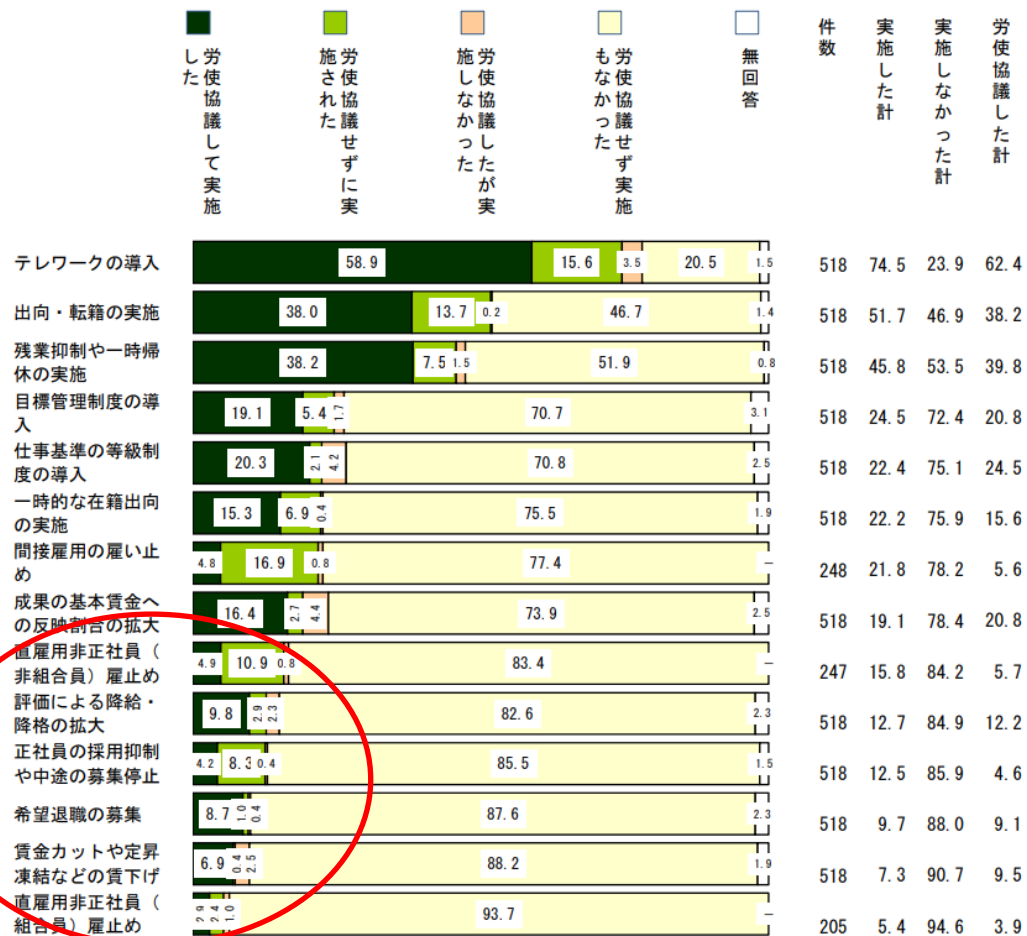 労使協議して実施
した
労使協議せずに実
施された
労使協議したが実
施しなかった
労使協議せず実施
もなかった
無回答
件数
実施した計
実施しなかった計
労使協議した計
テレワークの導入 58.9 15.6 3.5 20.5 1.5 518 74.5 23.9 62.4
出向・転籍の実施 38.0 13.7 0.2 46.7 1.4 518 51.7 46.9 38.2
残業抑制や一時帰
休の実施 38.2 7.5 1.5 51.9 0.8 518 45.8 53.5 39.8
目標管理制度の導
入 19.1 5.4 1.7 70.7 3.1 518 24.5 72.4 20.8
仕事基準の等級制
度の導入 20.3 2.1 4.2 70.8 2.5 518 22.4 75.1 24.5
一時的な在籍出向
の実施 15.3 6.9 0.4 75.5 1.9 518 22.2 75.9 15.6
間接雇用の雇い止
め 4.8 16.9 0.8 77.4 － 248 21.8 78.2 5.6
成果の基本賃金へ
の反映割合の拡大 16.4 2.7 4.4 73.9 2.5 518 19.1 78.4 20.8
直雇用非正社員（
非組合員）雇止め 4.9 10.9 0.8 83.4 － 247 15.8 84.2 5.7
評価による降給・
降格の拡大 9.8 2.9 2.3 82.6 2.3 518 12.7 84.9 12.2
正社員の採用抑制
や中途の募集停止 4.2 8.3 0.4 85.5 1.5 518 12.5 85.9 4.6
希望退職の募集 8.7 1.0 0.4 87.6 2.3 518 9.7 88.0 9.1
賃金カットや定昇
凍結などの賃下げ 6.9 0.4 2.5 88.2 1.9 518 7.3 90.7 9.5
直雇用非正社員（
組合員）雇止め 2.9 2.4 1.0 93.7 － 205 5.4 94.6 3.9